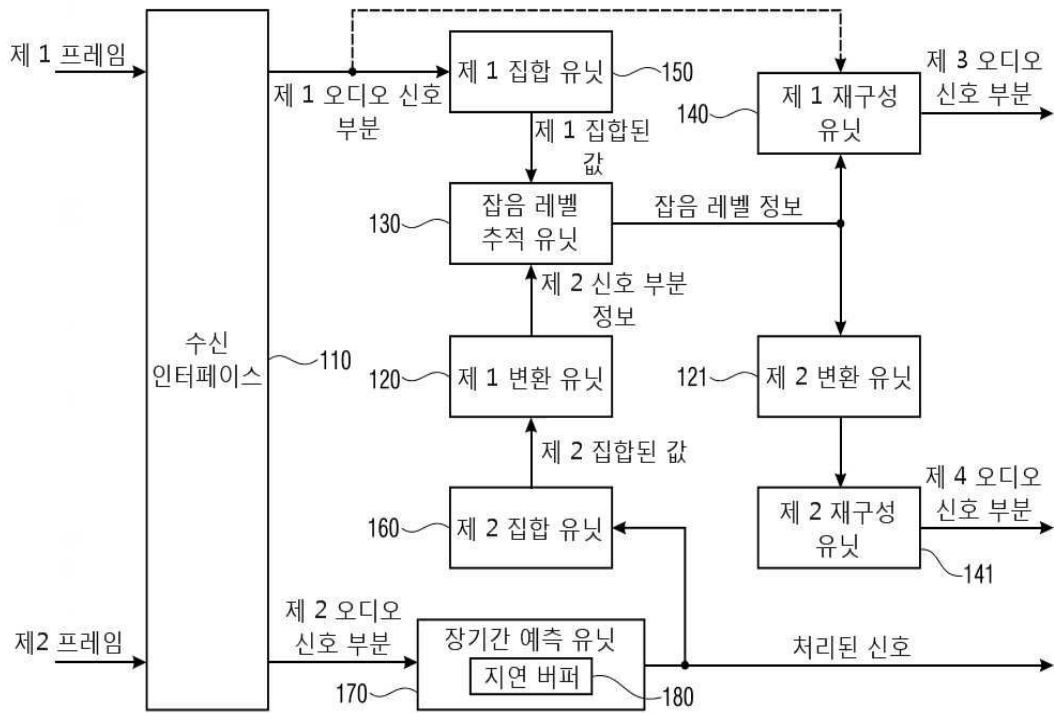 제 1 프레임
제 1 오디오 신호
부분
제 1 집합 유닛
150
제 1 집합된
값
140
제 1 재구성
유닛
제 3 오디오
신호 부분
130
잡음 레벨
추적 유닛
잡음 레벨 정보
제 2 신호 부분
정보
수신
인터페이스
110
120
제 1 변환 유닛
121
제 2 변환 유닛
제 2 집합된 값
160
제 2 집합 유닛
제 2 재구성
유닛
141
제 4 오디오
신호 부분
제2 프레임
제 2 오디오
신호 부분
장기간 예측 유닛
지연 버퍼
170
180
처리된 신호